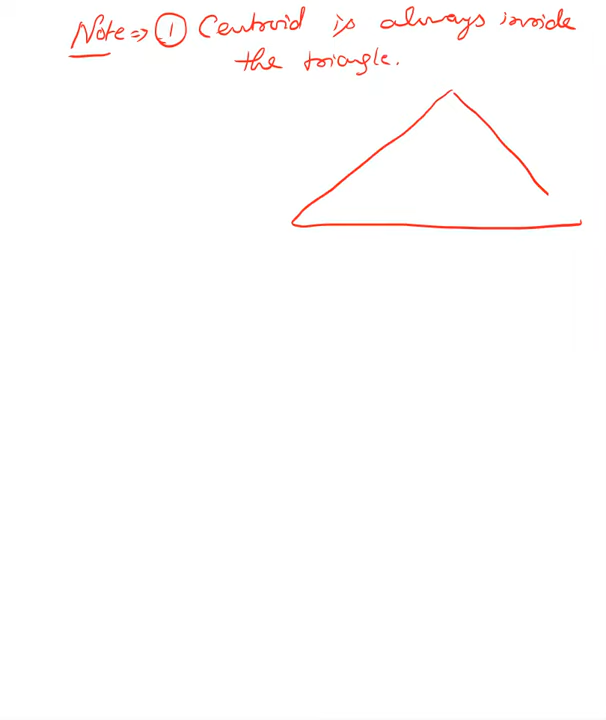 Note => ① Centroid is always inside
the triangle.